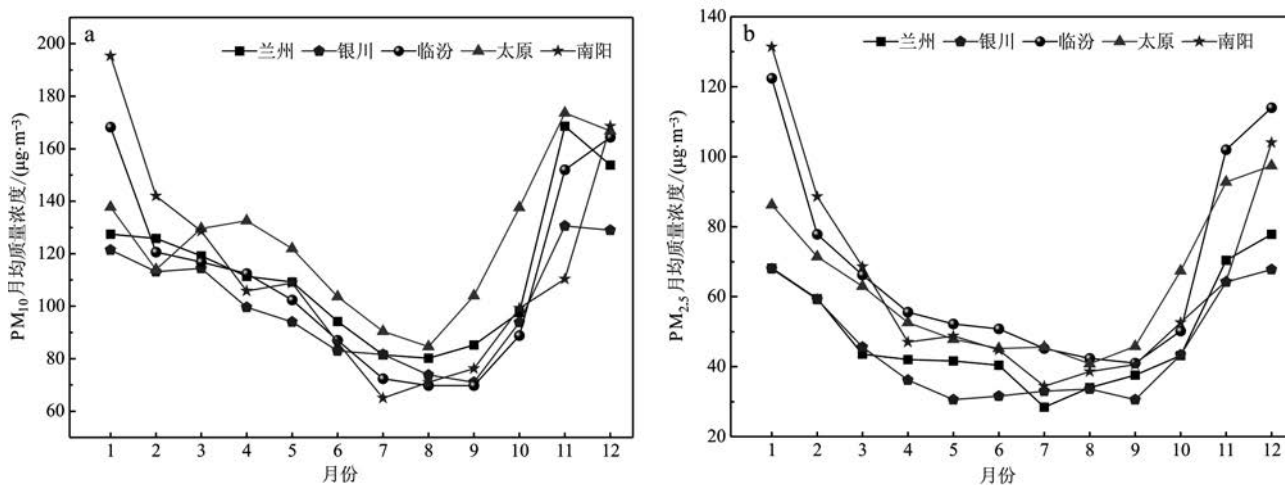 a
兰州 银川 临汾 太原 南阳
PM10月均质量浓度/(μg·m⁻³)
200
180
160
140
120
100
80
60
1 2 3 4 5 6 7 8 9 10 11 12
月份
b
兰州 银川 临汾 太原 南阳
PM2.5月均质量浓度/(μg·m⁻³)
140
120
100
80
60
40
20
1 2 3 4 5 6 7 8 9 10 11 12
月份